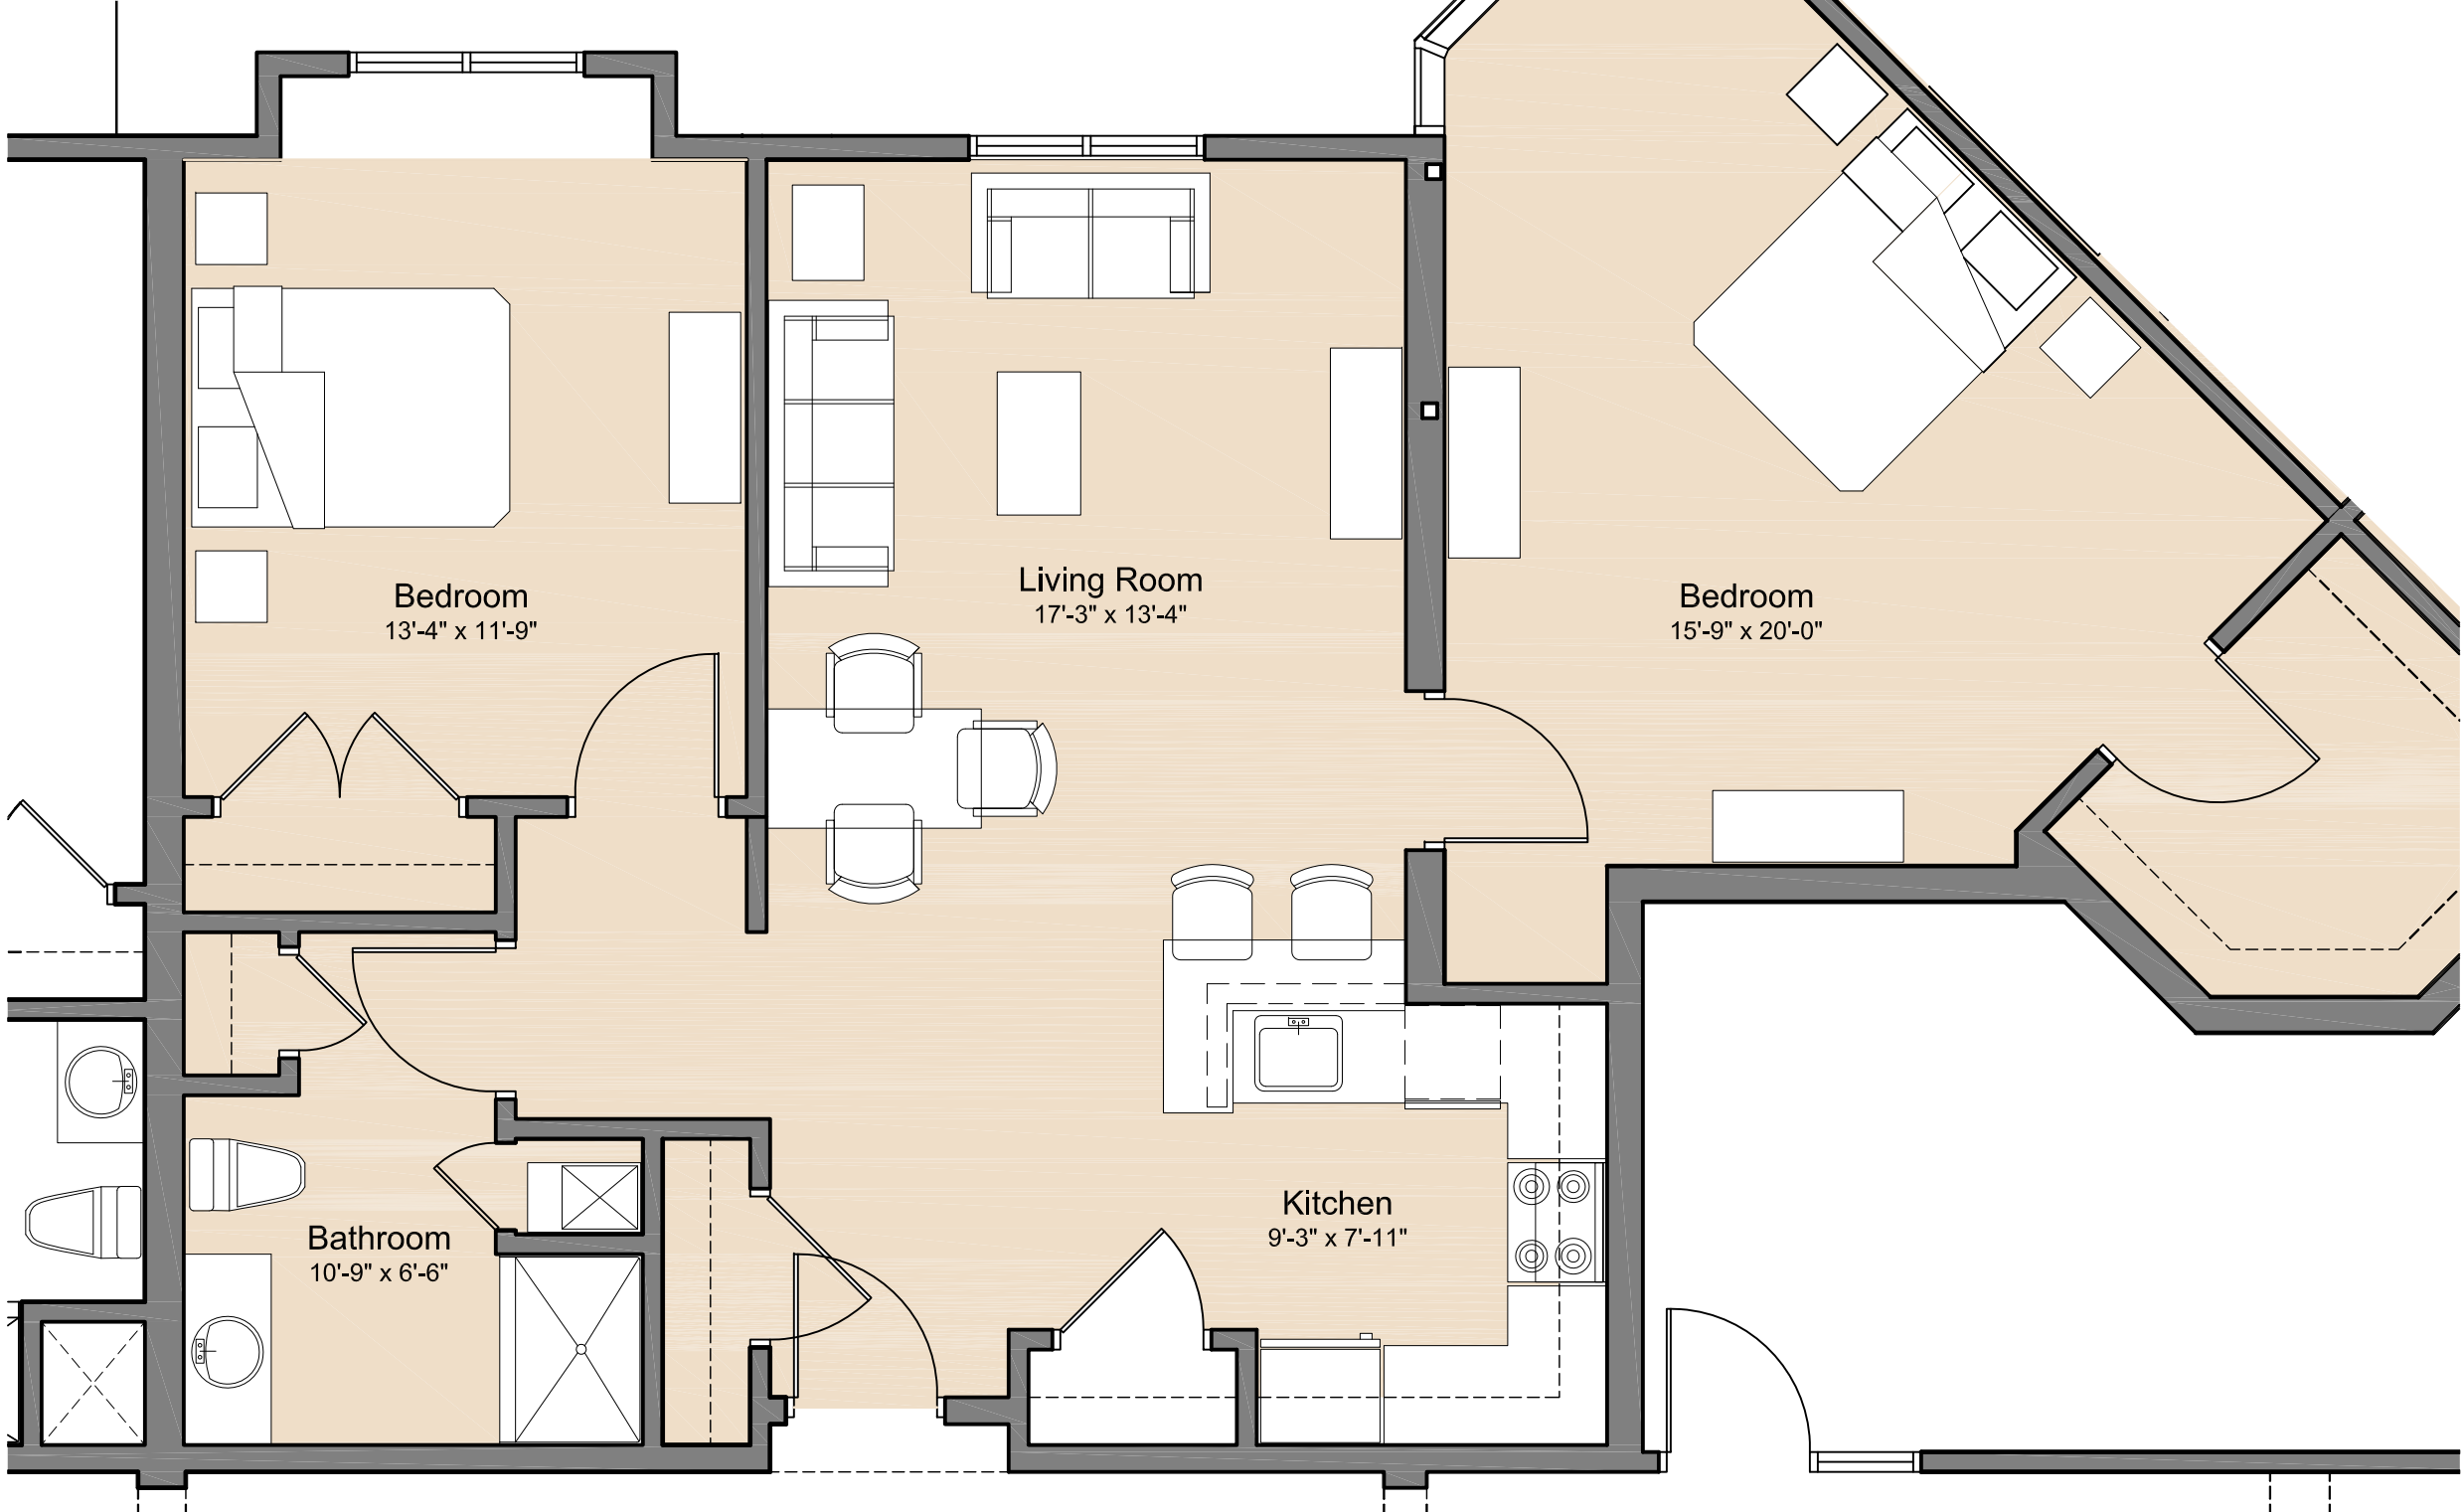 Living Room
17'-3" x 13'-4"
Bedroom
13'-4" x 11'-9"
Bedroom
15'-9" x 20'-0"
Kitchen
9'-3" x 7'-11"
Bathroom
10'-9" x 6'-6"